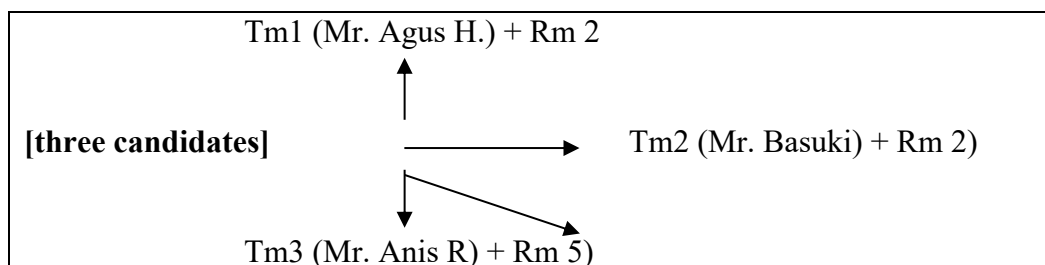 Tm1 (Mr. Agus H.) + Rm 2
[three candidates] Tm2 (Mr. Basuki) + Rm 2)
Tm3 (Mr. Anis R) + Rm 5)